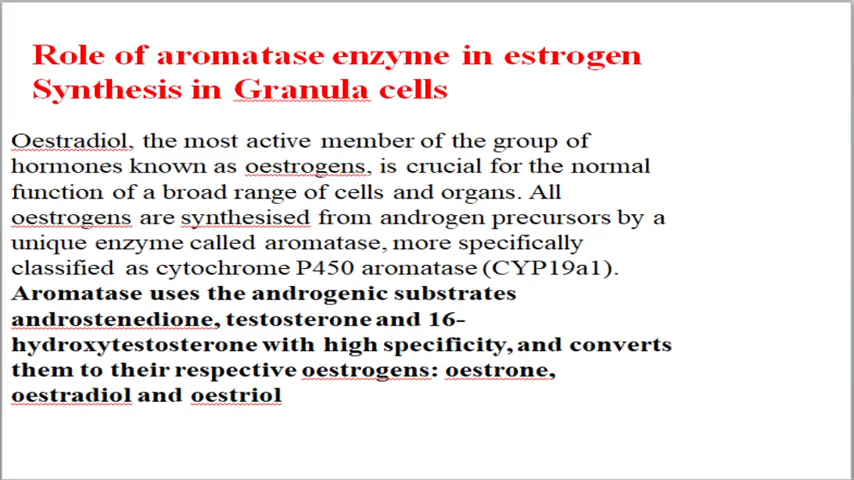 Role of aromatase enzyme in estrogen
Synthesis in Granula cells
Oestradiol, the most active member of the group of
hormones known as oestrogens, is crucial for the normal
function of a broad range of cells and organs. All
oestrogens are synthesised from androgen precursors by a
unique enzyme called aromatase, more specifically
classified as cytochrome P450 aromatase (CYP19a1).
Aromatase uses the androgenic substrates
androstenedione, testosterone and 16-
hydroxytestosterone with high specificity, and converts
them to their respective oestrogens: oestrone,
oestradiol and oestriol